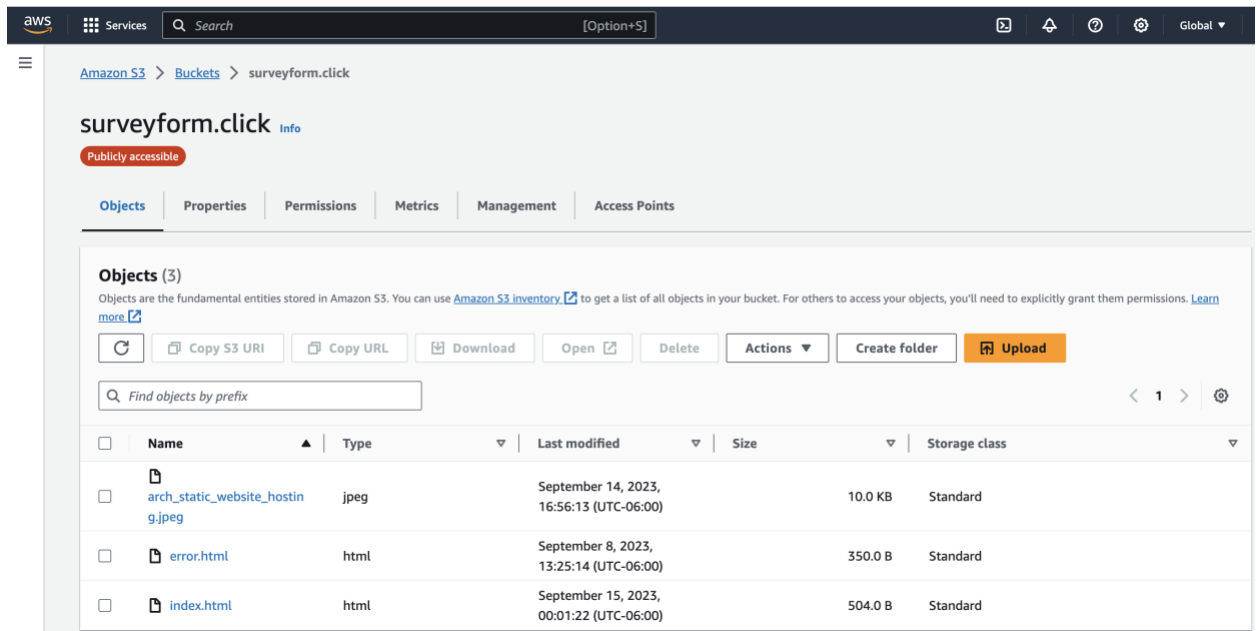 aws
Services
Search [Option+S]
Global
Amazon S3 > Buckets > surveyform.click
surveyform.click Info
Publicly accessible
Objects Properties Permissions Metrics Management Access Points
Objects (3)
Objects are the fundamental entities stored in Amazon S3. You can use Amazon S3 inventory to get a list of all objects in your bucket. For others to access your objects, you'll need to explicitly grant them permissions. Learn
more
Copy S3 URI Copy URL Download Open Delete Actions Create folder Upload
Find objects by prefix
1
Name Type Last modified Size Storage class
arch_static_website_hostin
g.jpeg
jpeg
September 14, 2023,
16:56:13 (UTC-06:00)
10.0 KB
Standard
error.html
html
September 8, 2023,
13:25:14 (UTC-06:00)
350.0 B
Standard
index.html
html
September 15, 2023,
00:01:22 (UTC-06:00)
504.0 B
Standard